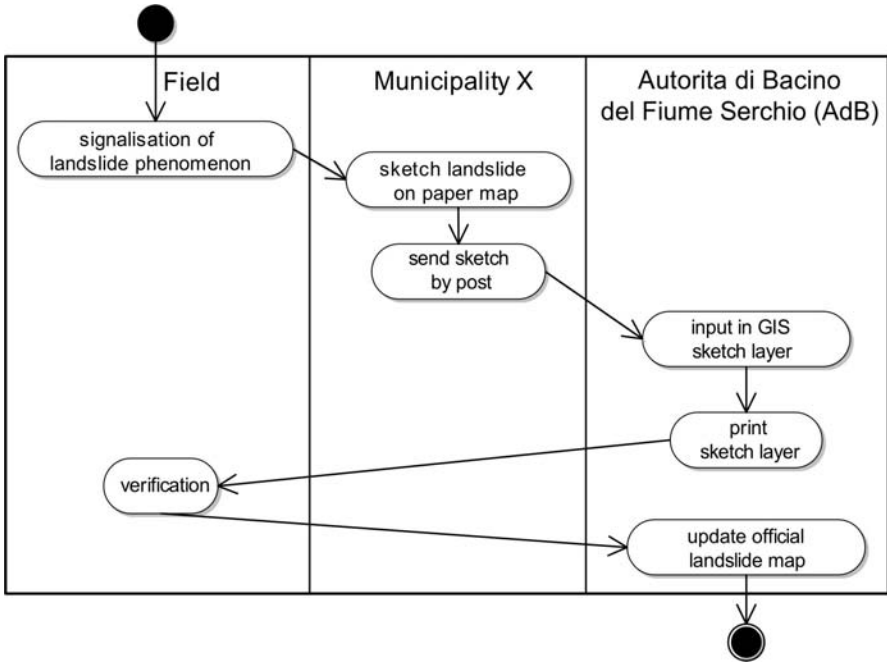 Field
Municipality X
Autorita di Bacino
del Fiume Serchio (AdB)
signalisation of
landslide phenomenon
sketch landslide
on paper map
send sketch
by post
input in GIS
sketch layer
print
sketch layer
verification
update official
landslide map